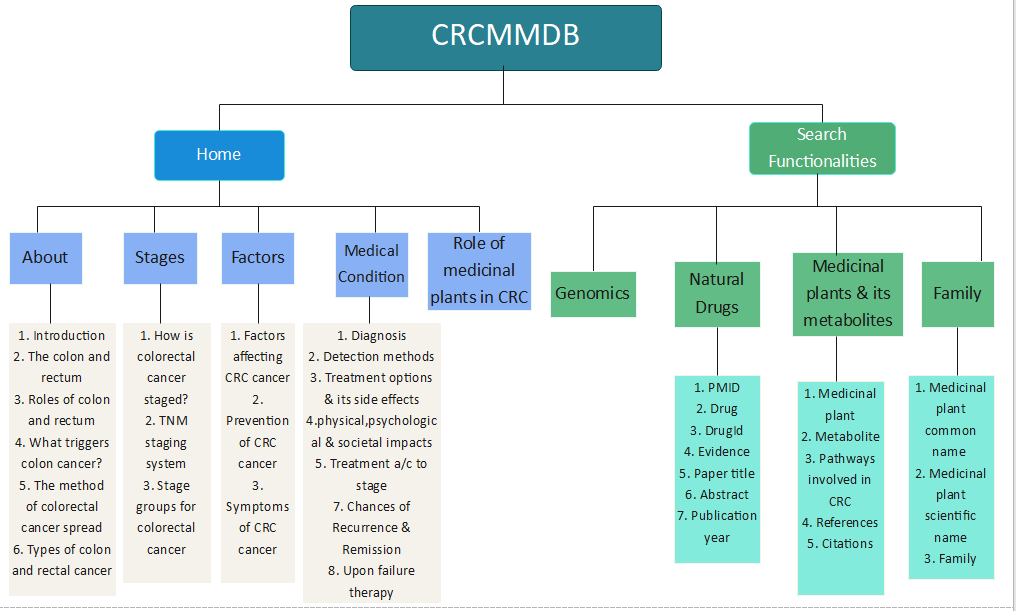 CRCMMDB
Home
Search
Functionalities
About
Stages
Factors
Medical
Condition
Role of
medicinal
plants in CRC
Genomics
Natural
Drugs
Medicinal
plants & its
metabolites
Family
1. Introduction
2. The colon and
rectum
3. Roles of colon
and rectum
4. What triggers
colon cancer?
5. The method
of colorectal
cancer spread
6. Types of colon
and rectal cancer
1. How is
colorectal
cancer
staged?
2. TNM
staging
system
3. Stage
groups for
colorectal
cancer
1. Factors
affecting
CRC cancer
2.
Prevention
of CRC
cancer
3.
Symptoms
of CRC
cancer
1. Diagnosis
2. Detection methods
3. Treatment options
& its side effects
4.physical,psychologic
al & societal impacts
5. Treatment a/c to
stage
7. Chances of
Recurrence &
Remission
8. Upon failure
therapy
1. PMID
2. Drug
3. DrugId
4. Evidence
5. Paper title
6. Abstract
7. Publication
year
1. Medicinal
plant
2. Metabolite
3. Pathways
involved in
CRC
4. References
5. Citations
1. Medicinal
plant
common
name
2. Medicinal
plant
scientific
name
3. Family